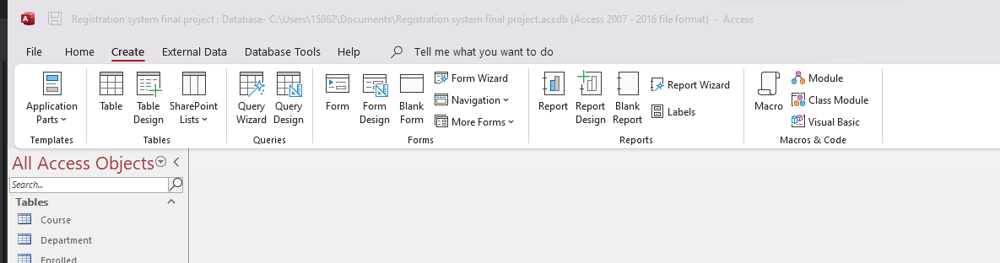 Registration system final project : Database- C:\Users\15862\Documents\Registration system final project.accdb (Access 2007 - 2016 file format) - Access
File Home Create External Data Database Tools Help Tell me what you want to do
Application Parts
Templates
Table
Table Design
SharePoint Lists
Tables
Query Wizard
Query Design
Queries
Form
Form Design
Blank Form
Form Wizard
Navigation
More Forms
Forms
Report
Report Design
Blank Report
Report Wizard
Labels
Reports
Macro
Module
Class Module
Visual Basic
Macros & Code
All Access Objects
Search...
Tables
Course
Department
Enrolled